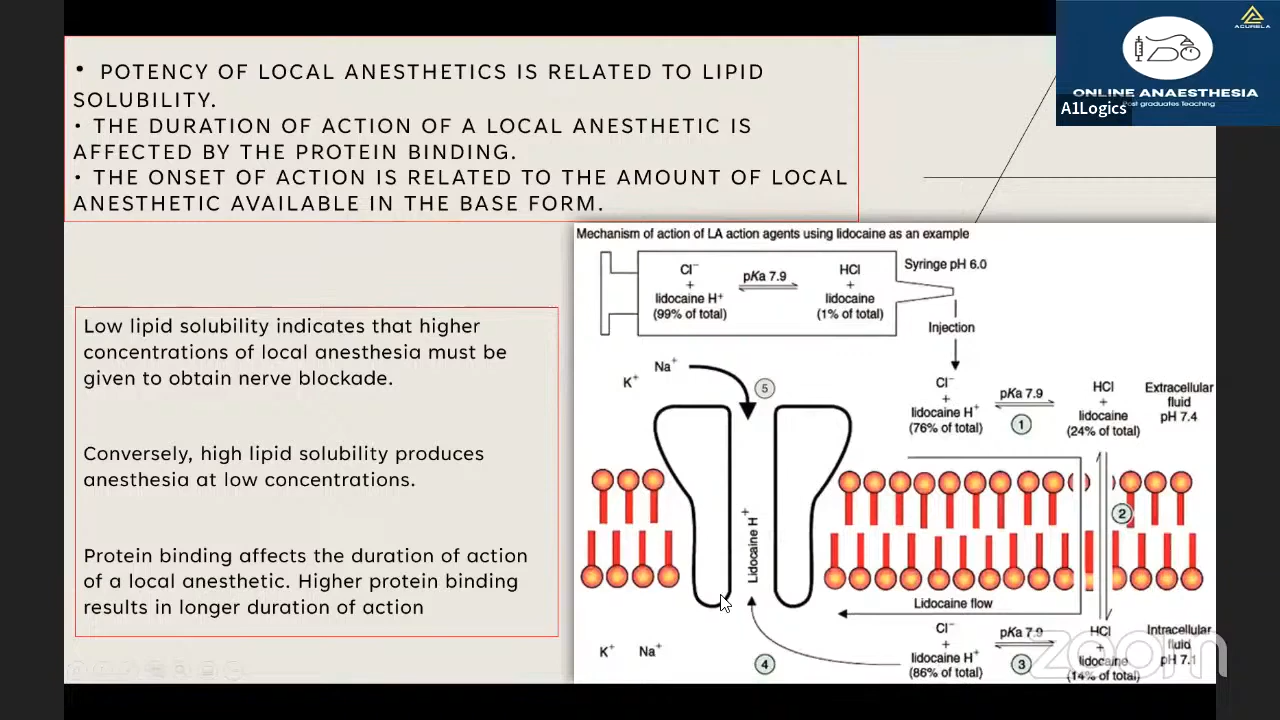 ACURELA
ONLINE ANAESTHESIA
Post graduates Teaching
A1Logics
• POTENCY OF LOCAL ANESTHETICS IS RELATED TO LIPID
SOLUBILITY.
• THE DURATION OF ACTION OF A LOCAL ANESTHETIC IS
AFFECTED BY THE PROTEIN BINDING.
• THE ONSET OF ACTION IS RELATED TO THE AMOUNT OF LOCAL
ANESTHETIC AVAILABLE IN THE BASE FORM.
Low lipid solubility indicates that higher
concentrations of local anesthesia must be
given to obtain nerve blockade.
Conversely, high lipid solubility produces
anesthesia at low concentrations.
Protein binding affects the duration of action
of a local anesthetic. Higher protein binding
results in longer duration of action
Mechanism of action of LA action agents using lidocaine as an example
Cl⁻
+
lidocaine H⁺
(99% of total)
pKa 7.9
HCl
+
lidocaine
(1% of total)
Syringe pH 6.0
Injection
Na⁺
K⁺
5
Cl⁻
+
lidocaine H⁺
(76% of total)
pKa 7.9
1
HCl
+
lidocaine
(24% of total)
Extracellular
fluid
pH 7.4
2
Lidocaine H⁺
Lidocaine flow
K⁺ Na⁺
4
Cl⁻
+
lidocaine H⁺
(86% of total)
pKa 7.9
3
HCl
+
lidocaine
(14% of total)
Intracellular
fluid
pH 7.1
zoom